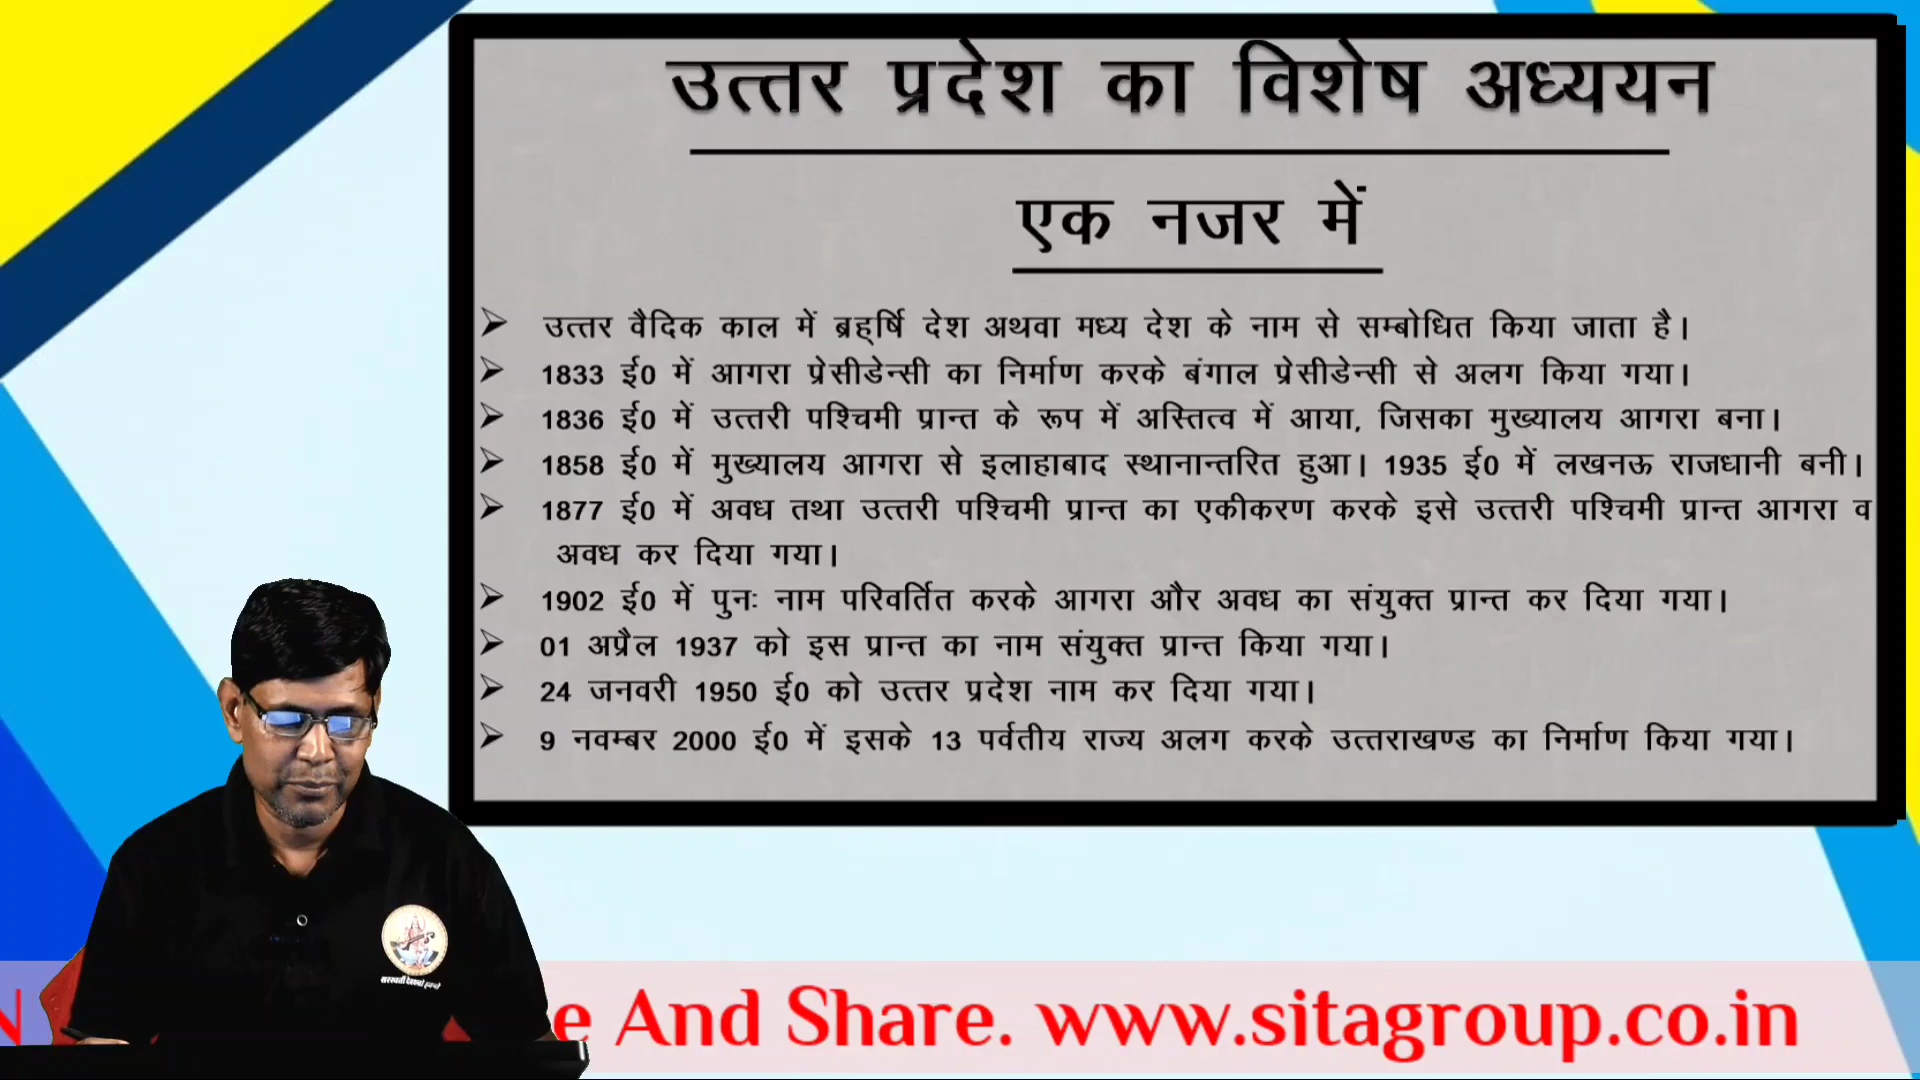 उत्तर प्रदेश का विशेष अध्ययन
एक नजर में
➢ उत्तर वैदिक काल में ब्रह्र्षि देश अथवा मध्य देश के नाम से सम्बोधित किया जाता है।
➢ 1833 ई0 में आगरा प्रेसीडेन्सी का निर्माण करके बंगाल प्रेसीडेन्सी से अलग किया गया।
➢ 1836 ई0 में उत्तरी पश्चिमी प्रान्त के रूप में अस्तित्व में आया, जिसका मुख्यालय आगरा बना।
➢ 1858 ई0 में मुख्यालय आगरा से इलाहाबाद स्थानान्तरित हुआ। 1935 ई0 में लखनऊ राजधानी बनी।
➢ 1877 ई0 में अवध तथा उत्तरी पश्चिमी प्रान्त का एकीकरण करके इसे उत्तरी पश्चिमी प्रान्त आगरा व
अवध कर दिया गया।
➢ 1902 ई0 में पुनः नाम परिवर्तित करके आगरा और अवध का संयुक्त प्रान्त कर दिया गया।
➢ 01 अप्रैल 1937 को इस प्रान्त का नाम संयुक्त प्रान्त किया गया।
➢ 24 जनवरी 1950 ई0 को उत्तर प्रदेश नाम कर दिया गया।
➢ 9 नवम्बर 2000 ई0 में इसके 13 पर्वतीय राज्य अलग करके उत्तराखण्ड का निर्माण किया गया।
N e And Share. www.sitagroup.co.in